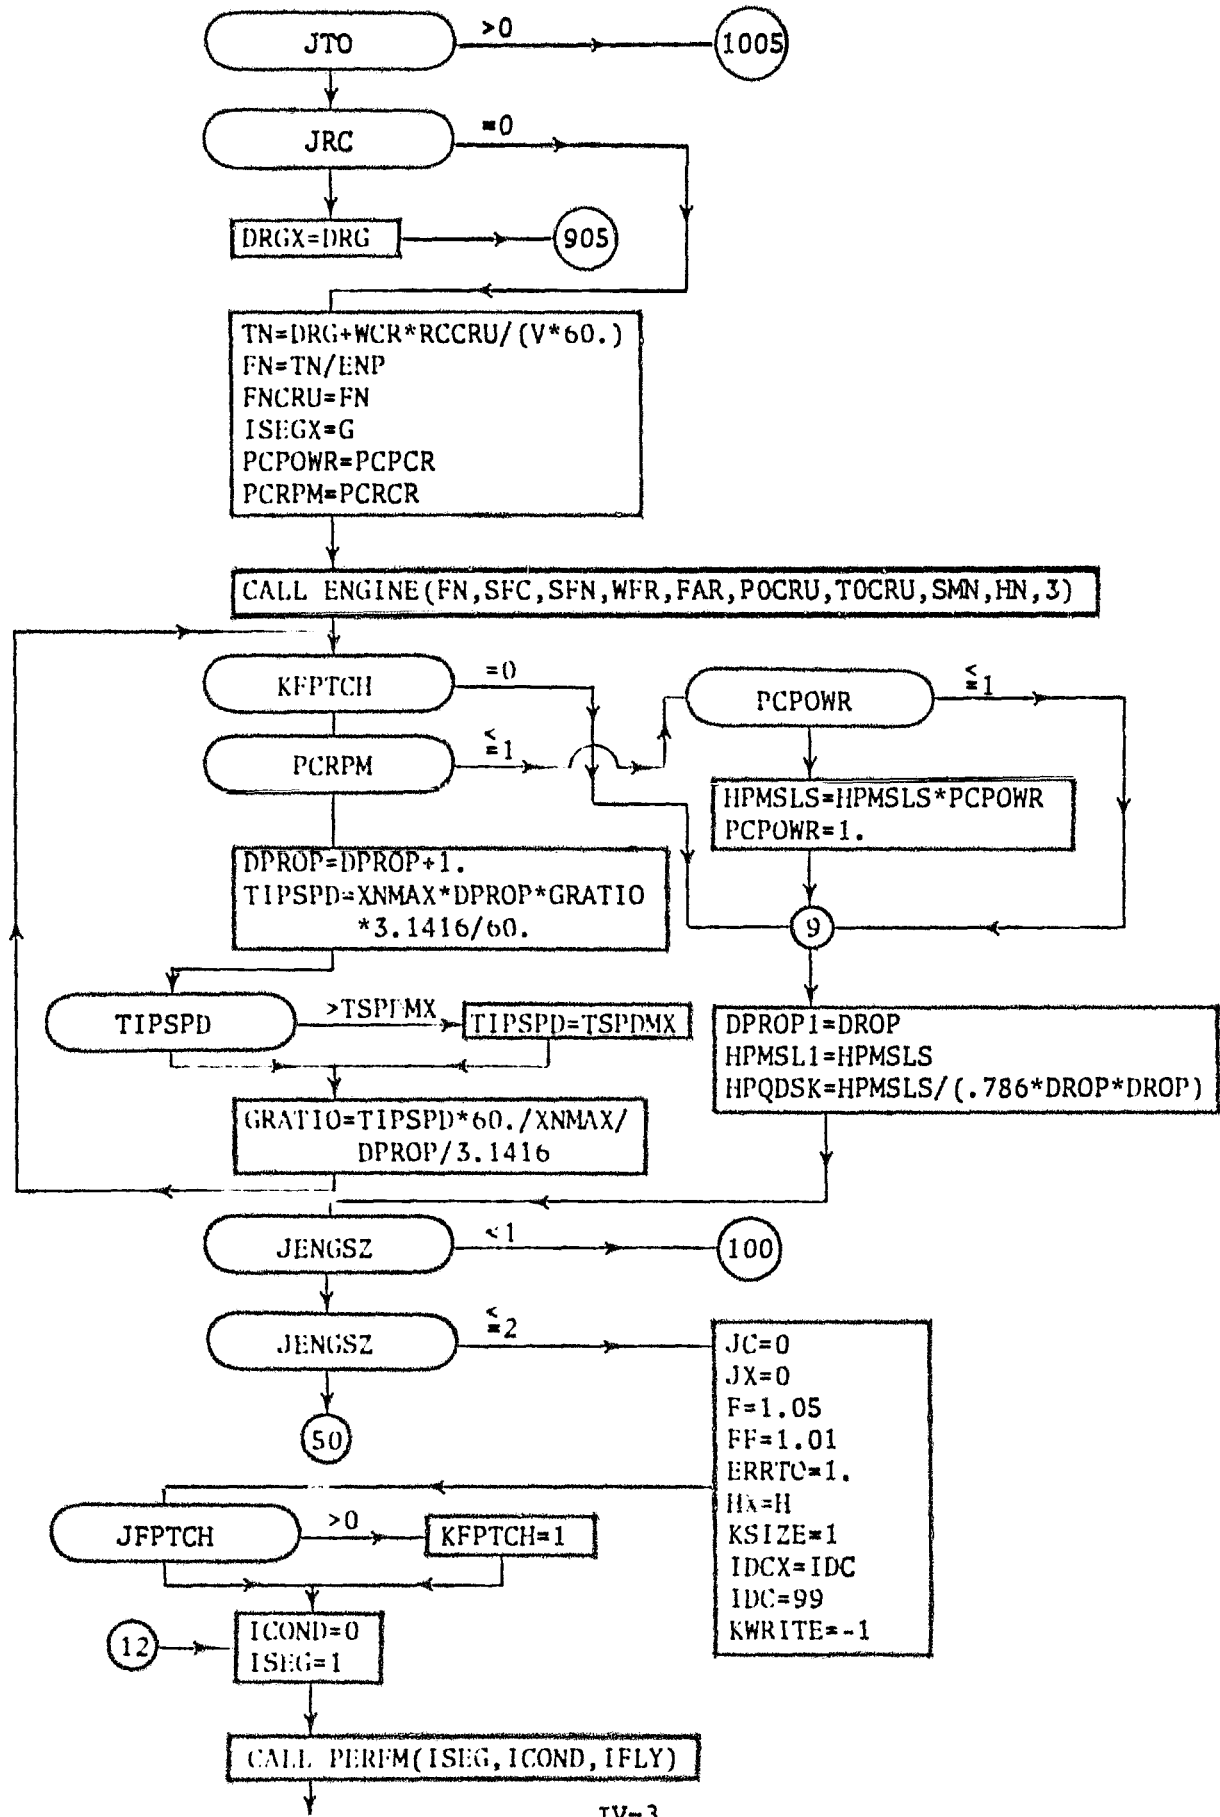 JTO
>0
1005
JRC
=0
DRGX=DRG
905
TN=DRG+WCR*RCCRU/(V*60.)
FN=TN/ENP
FNCRU=FN
ISEGX=G
PCPOWR=PCPCR
PCRPM=PCRCR
CALL ENGINE(FN,SFC,SFN,WFR,FAR,POCRU,TOCRU,SMN,HN,3)
KFPTCH
=0
PCPOWR
<=1
PCRPM
<=1
HPMSLS=HPMSLS*PCPOWR
PCPOWR=1.
DPROP=DPROP+1.
TIPSPD=XNMAX*DPROP*GRATIO
*3.1416/60.
9
TIPSPD
>TSPDMX
TIPSPD=TSPDMX
DPROP1=DROP
HPMSL1=HPMSLS
HPQDSK=HPMSLS/(.786*DROP*DROP)
GRATIO=TIPSPD*60./XNMAX/
DPROP/3.1416
JENGSZ
<1
100
JENGSZ
<=2
50
JC=0
JX=0
F=1.05
FF=1.01
ERRTO=1.
HX=H
KSIZE=1
IDCX=IDC
IDC=99
KWRITE=-1
JFPTCH
>0
KFPTCH=1
12
ICOND=0
ISEG=1
CALL PERFM(ISEG,ICOND,IFLY)
IV-3